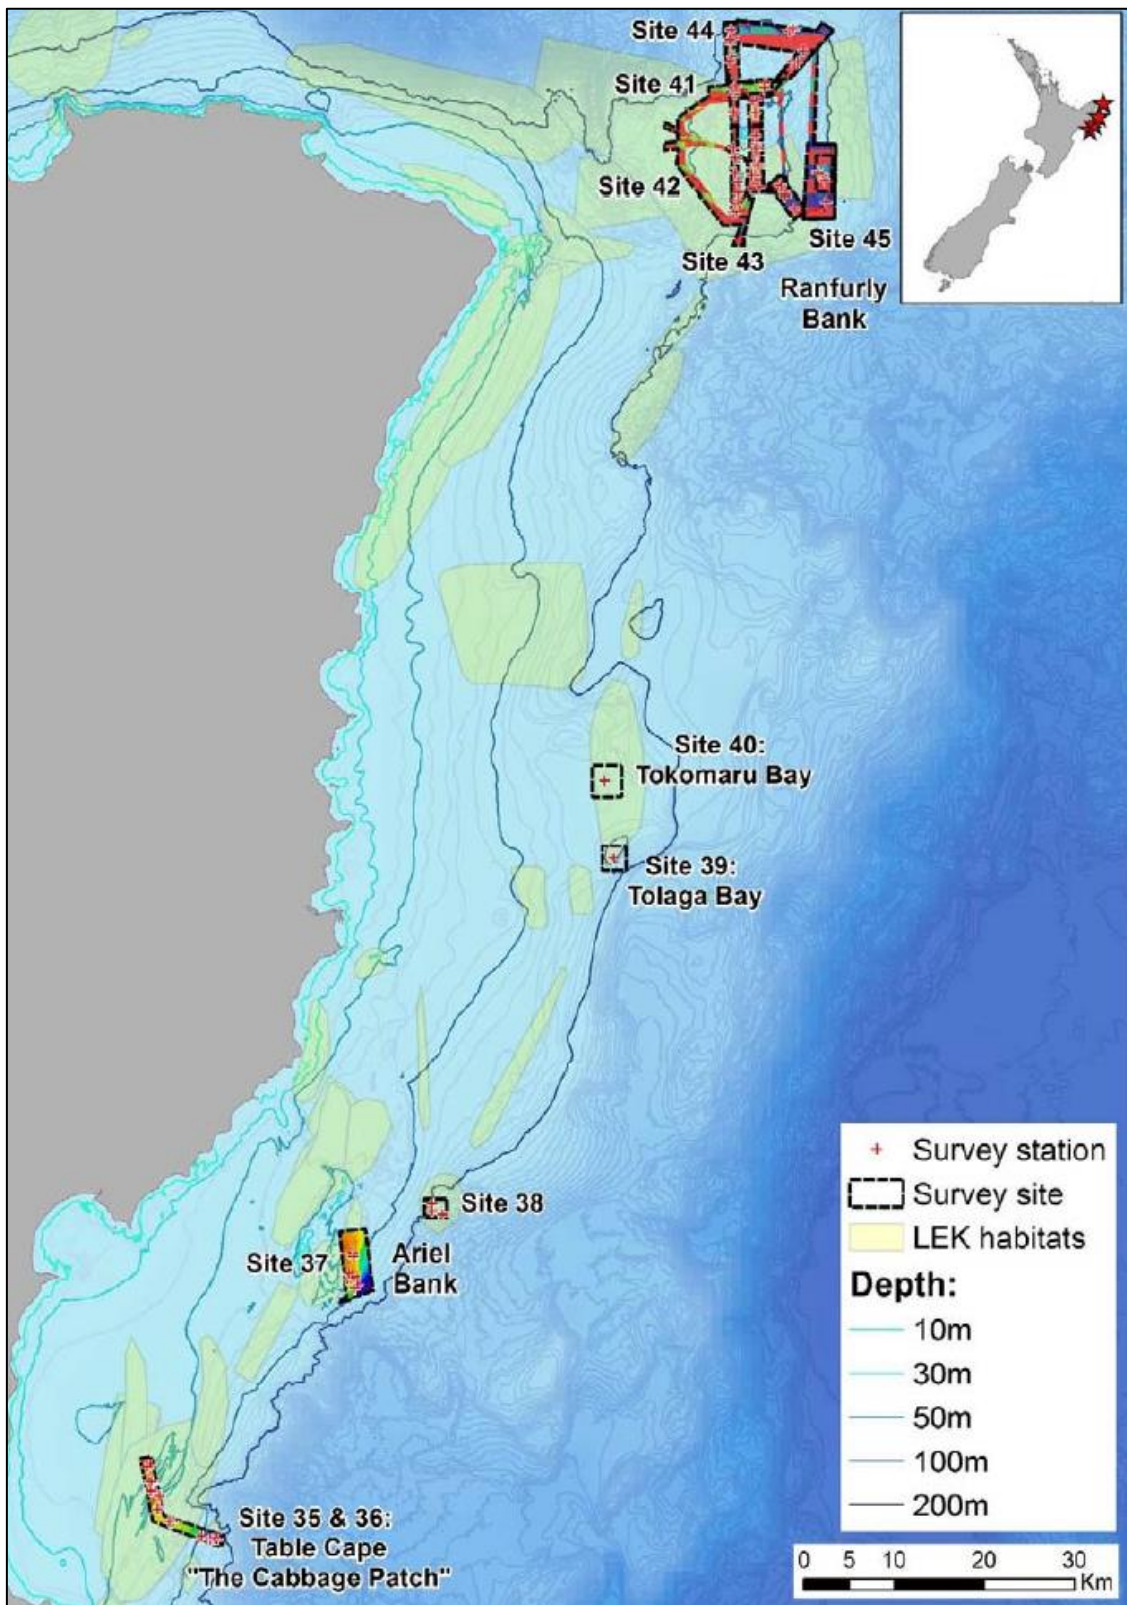 Site 44
Site 41
Site 42
Site 43
Site 45
Ranfurly
Bank
Site 40:
Tokomaru Bay
Site 39:
Tolaga Bay
Site 38
Site 37
Ariel
Bank
Site 35 & 36:
Table Cape
"The Cabbage Patch"
Survey station
Survey site
LEK habitats
Depth:
10m
30m
50m
100m
200m
0 5 10 20 30
Km